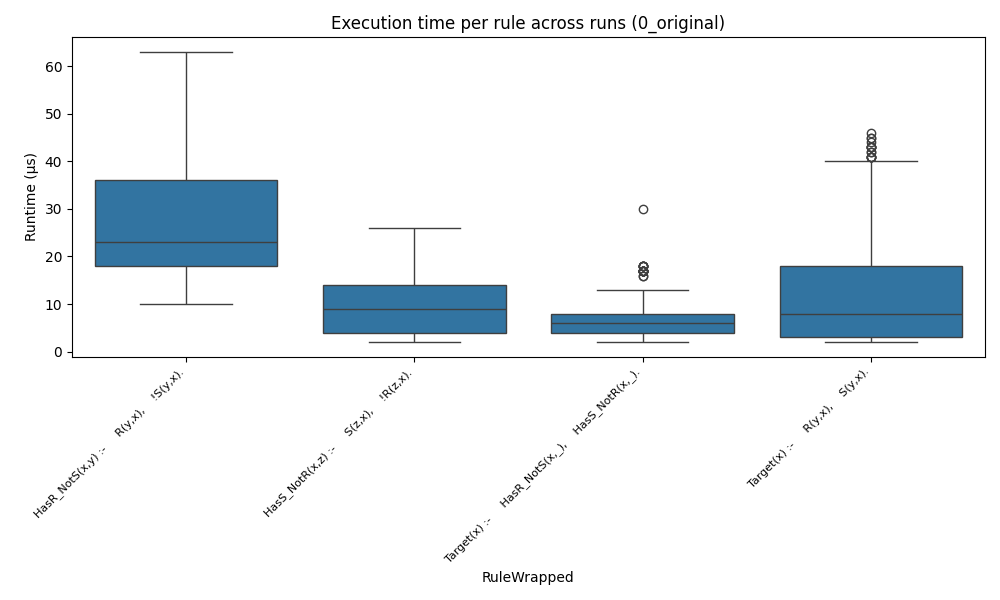 Execution time per rule across runs (0_original)
Runtime (µs)
60
50
40
30
20
10
0
HasR_NotS(x,y) :-    R(y,x),    !S(y,x).
HasS_NotR(x,z) :-    S(z,x),    !R(z,x).
Target(x) :-    HasR_NotS(x,_),    HasS_NotR(x,_).
Target(x) :-    R(y,x),    S(y,x).
RuleWrapped